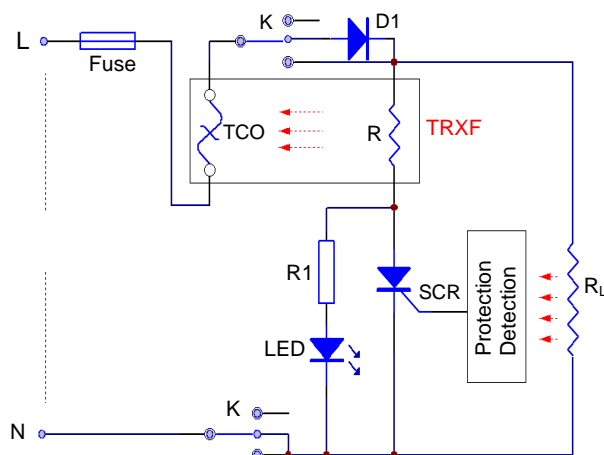 K
D1
L
Fuse
TCO
R
TRXF
R1
SCR
Protection
Detection
RL
LED
K
N